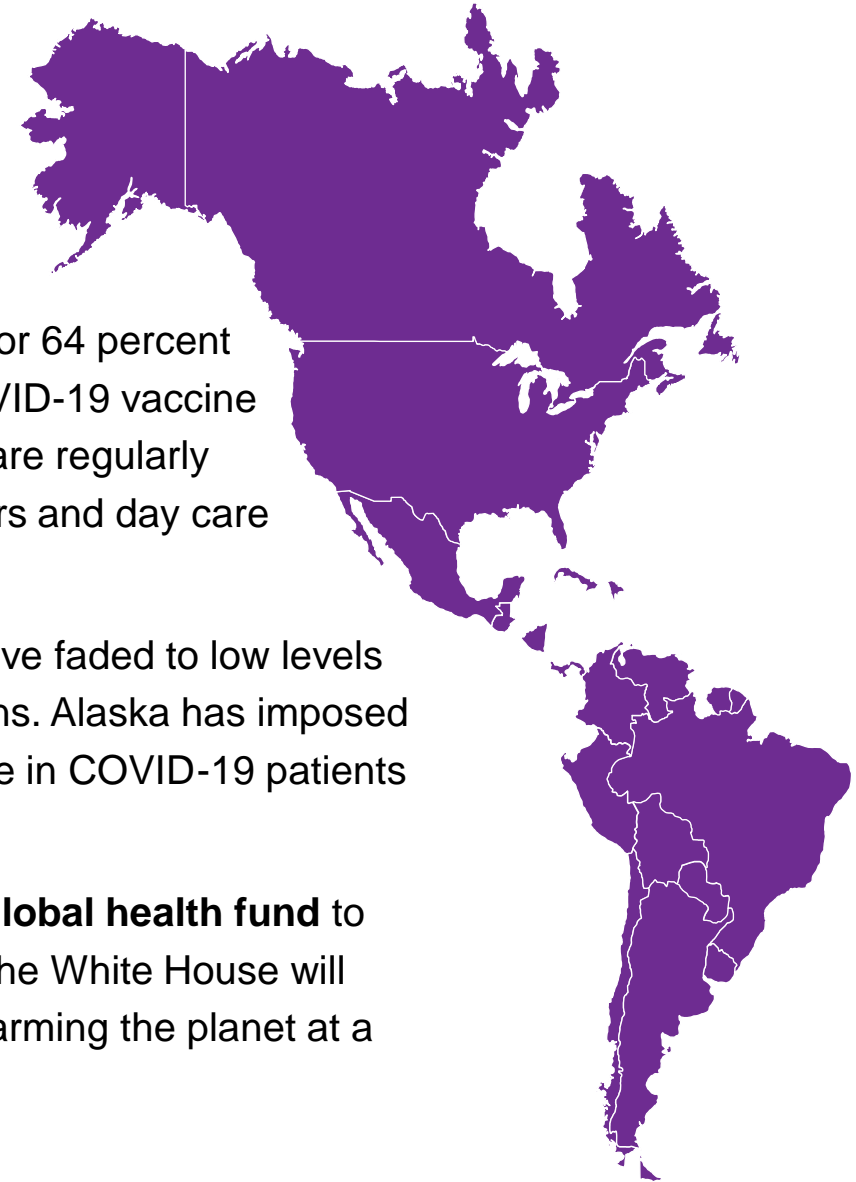 or 64 percent
VID-19 vaccine
are regularly
rs and day care
ve faded to low levels
ns. Alaska has imposed
e in COVID-19 patients
lobal health fund to
he White House will
arming the planet at a